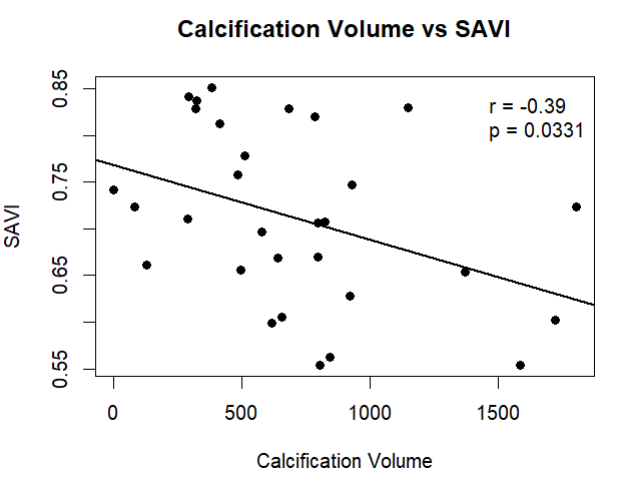 Calcification Volume vs SAVI
r = -0.39
p = 0.0331
SAVI
0.85
0.75
0.65
0.55
0 500 1000 1500
Calcification Volume